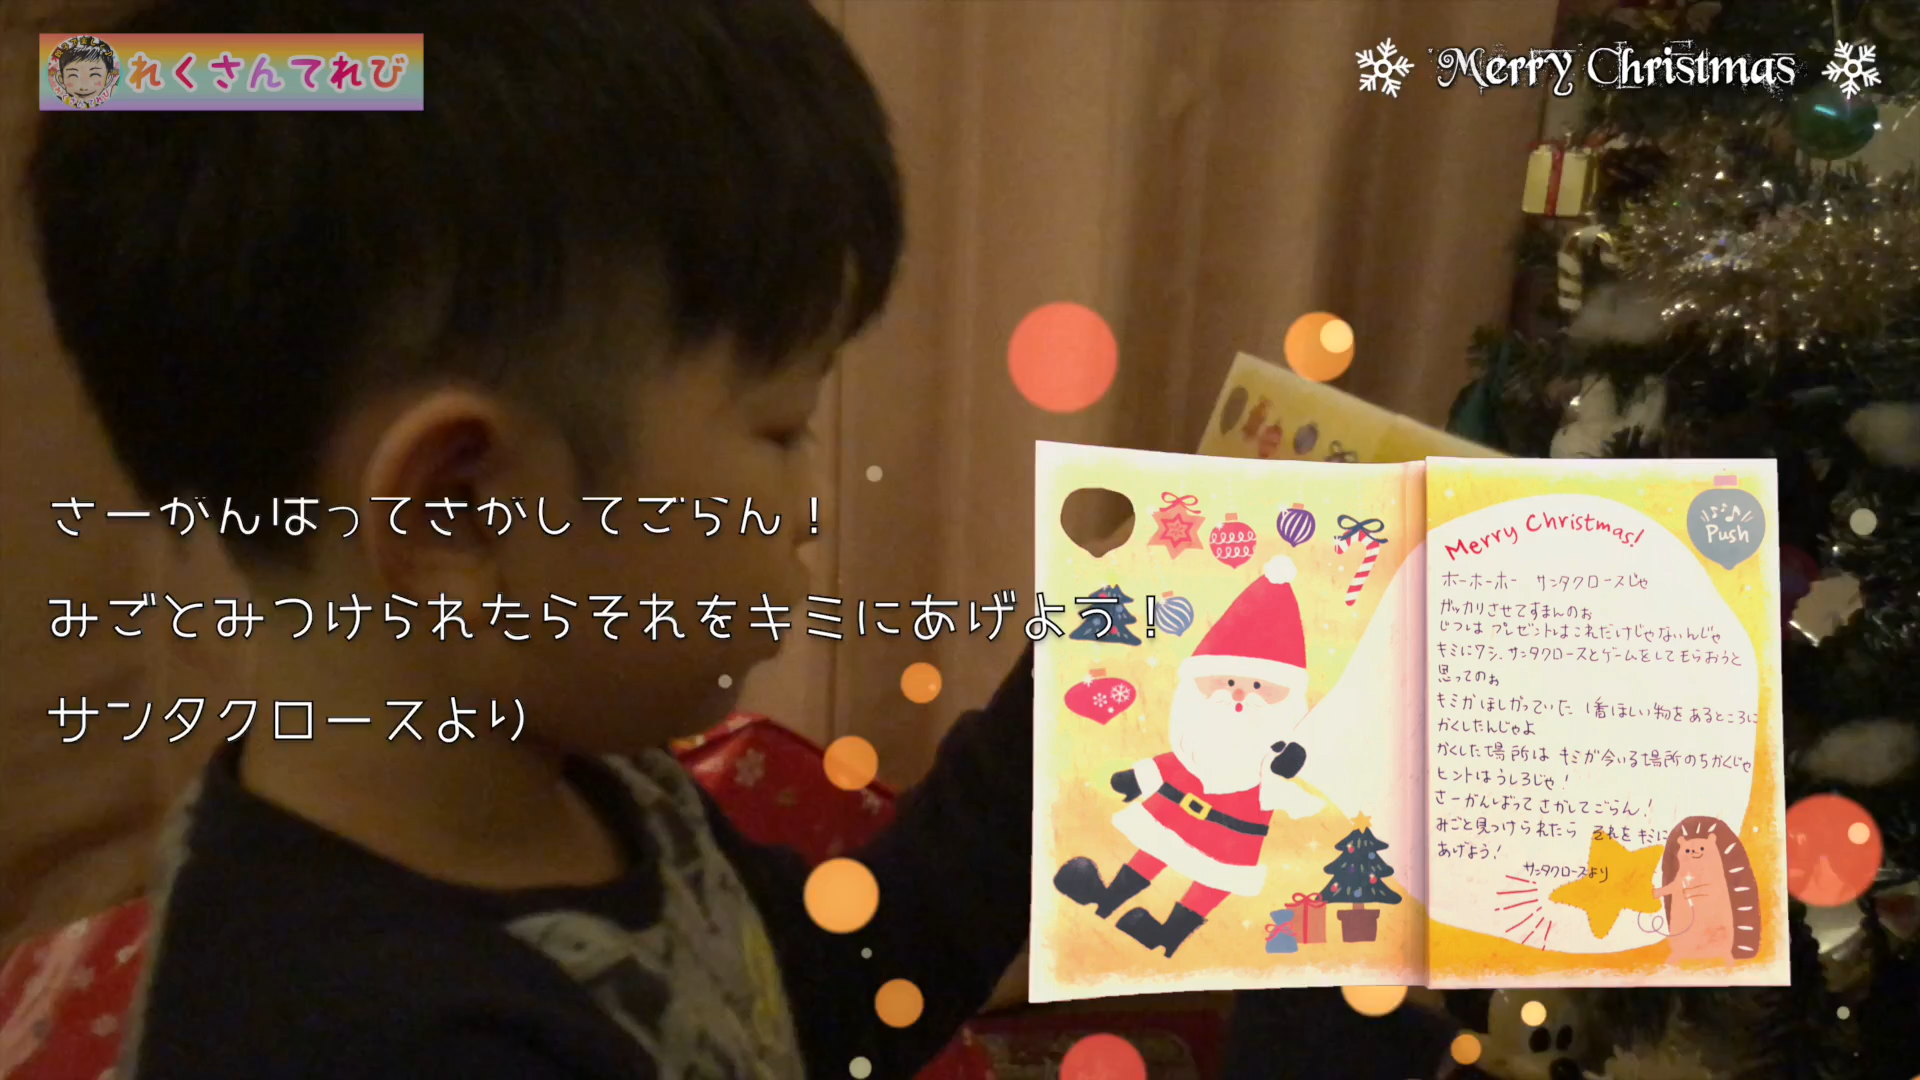 れくさんてれび
Merry Christmas
さーがんばってさがしてごらん！
みごとみつけられたらそれをキミにあげよう！
サンタクロースより
Push
Merry Christmas!
ホーホーホー サンタクロースじゃ
ガッカリさせてすまんのぉ
じつは プレゼントはこれだけじゃないんじゃ
キミにワシ、サンタクロースとゲームをしてもらおうと
思ってのぉ
キミがほしがっていた 1番ほしい物を あるところに
かくしたんじゃよ
かくした場所は キミが今いる場所のちかくじゃ
ヒントはうしろじゃ！
さーがんばって さがしてごらん！
みごと見つけられたら それをキミに
あげよう！
サンタクロースより